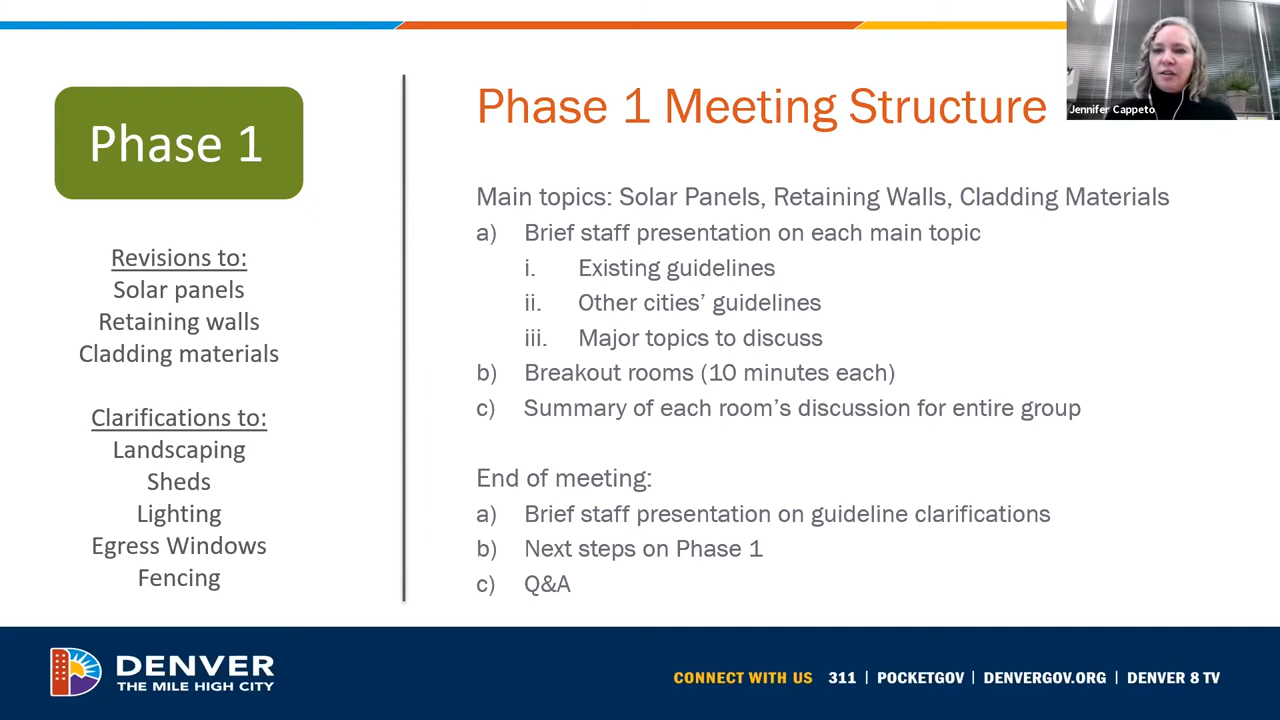 Jennifer Cappeto
Phase 1
Revisions to:
Solar panels
Retaining walls
Cladding materials
Clarifications to:
Landscaping
Sheds
Lighting
Egress Windows
Fencing
Phase 1 Meeting Structure
Main topics: Solar Panels, Retaining Walls, Cladding Materials
a) Brief staff presentation on each main topic
i. Existing guidelines
ii. Other cities’ guidelines
iii. Major topics to discuss
b) Breakout rooms (10 minutes each)
c) Summary of each room’s discussion for entire group
End of meeting:
a) Brief staff presentation on guideline clarifications
b) Next steps on Phase 1
c) Q&A
DENVER
THE MILE HIGH CITY
CONNECT WITH US 311 | POCKETGOV | DENVERGOV.ORG | DENVER 8 TV